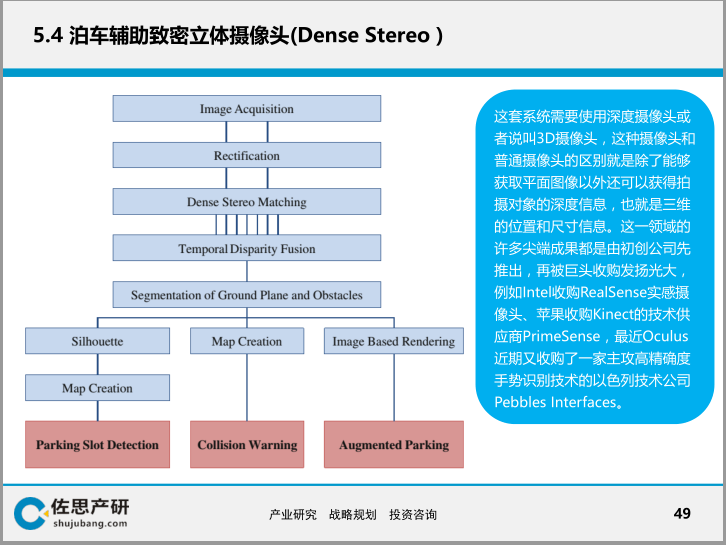 5.4 泊车辅助致密立体摄像头(Dense Stereo )
Image Acquisition
Rectification
Dense Stereo Matching
Temporal Disparity Fusion
Segmentation of Ground Plane and Obstacles
Silhouette
Map Creation
Image Based Rendering
Map Creation
Parking Slot Detection
Collision Warning
Augmented Parking
这套系统需要使用深度摄像头或
者说叫3D摄像头，这种摄像头和
普通摄像头的区别就是除了能够
获取平面图像以外还可以获得拍
摄对象的深度信息，也就是三维
的位置和尺寸信息。这一领域的
许多尖端成果都是由初创公司先
推出，再被巨头收购发扬光大，
例如Intel收购RealSense实感摄
像头、苹果收购Kinect的技术供
应商PrimeSense，最近Oculus
近期又收购了一家主攻高精确度
手势识别技术的以色列技术公司
Pebbles Interfaces。
佐思产研
shujubang.com
产业研究 战略规划 投资咨询
49